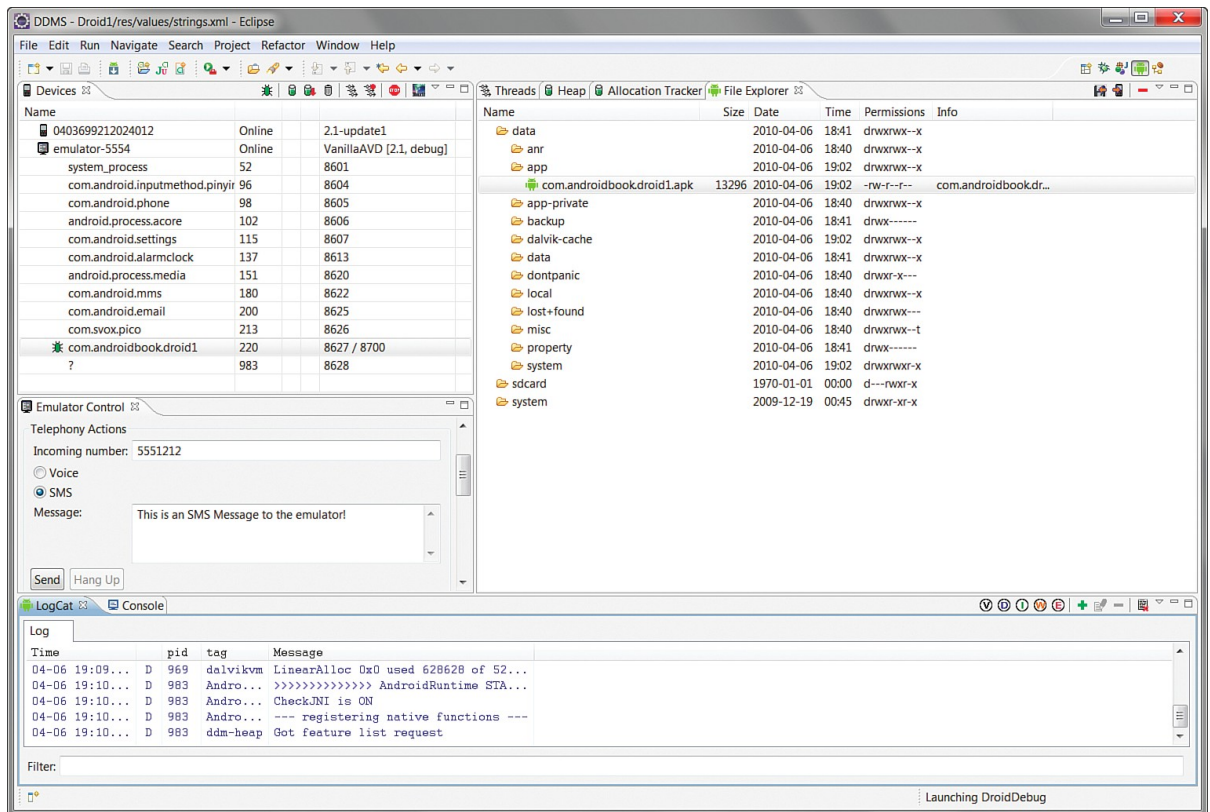 DDMS - Droid1/res/values/strings.xml - Eclipse
File Edit Run Navigate Search Project Refactor Window Help
Devices
Name
0403699212024012 Online 2.1-update1
emulator-5554 Online VanillaAVD [2.1, debug]
system_process 52 8601
com.android.inputmethod.pinyir 96 8604
com.android.phone 98 8605
android.process.acore 102 8606
com.android.settings 115 8607
com.android.alarmclock 137 8613
android.process.media 151 8620
com.android.mms 180 8622
com.android.email 200 8625
com.svox.pico 213 8626
com.androidbook.droid1 220 8627 / 8700
? 983 8628
Threads Heap Allocation Tracker File Explorer
Name Size Date Time Permissions Info
data 2010-04-06 18:41 drwxrwx--x
anr 2010-04-06 18:40 drwxrwx--x
app 2010-04-06 19:02 drwxrwx--x
com.androidbook.droid1.apk 13296 2010-04-06 19:02 -rw-r--r-- com.androidbook.dr...
app-private 2010-04-06 18:40 drwxrwx--x
backup 2010-04-06 18:41 drwx------
dalvik-cache 2010-04-06 19:02 drwxrwx--x
data 2010-04-06 18:41 drwxrwx--x
dontpanic 2010-04-06 18:40 drwxr-x---
local 2010-04-06 18:40 drwxrwx--x
lost+found 2010-04-06 18:40 drwxrwx---
misc 2010-04-06 18:40 drwxrwx--t
property 2010-04-06 18:41 drwx------
system 2010-04-06 19:02 drwxrwxr-x
sdcard 1970-01-01 00:00 d---rwxr-x
system 2009-12-19 00:45 drwxr-xr-x
Emulator Control
Telephony Actions
Incoming number: 5551212
Voice
SMS
Message: This is an SMS Message to the emulator!
Send Hang Up
LogCat Console
V D I W E
Log
Time pid tag Message
04-06 19:09... D 969 dalvikvm LinearAlloc 0x0 used 628628 of 52...
04-06 19:10... D 983 Andro... >>>>>>>>>>>>>> AndroidRuntime STA...
04-06 19:10... D 983 Andro... CheckJNI is ON
04-06 19:10... D 983 Andro... --- registering native functions ---
04-06 19:10... D 983 ddm-heap Got feature list request
Filter:
Launching DroidDebug